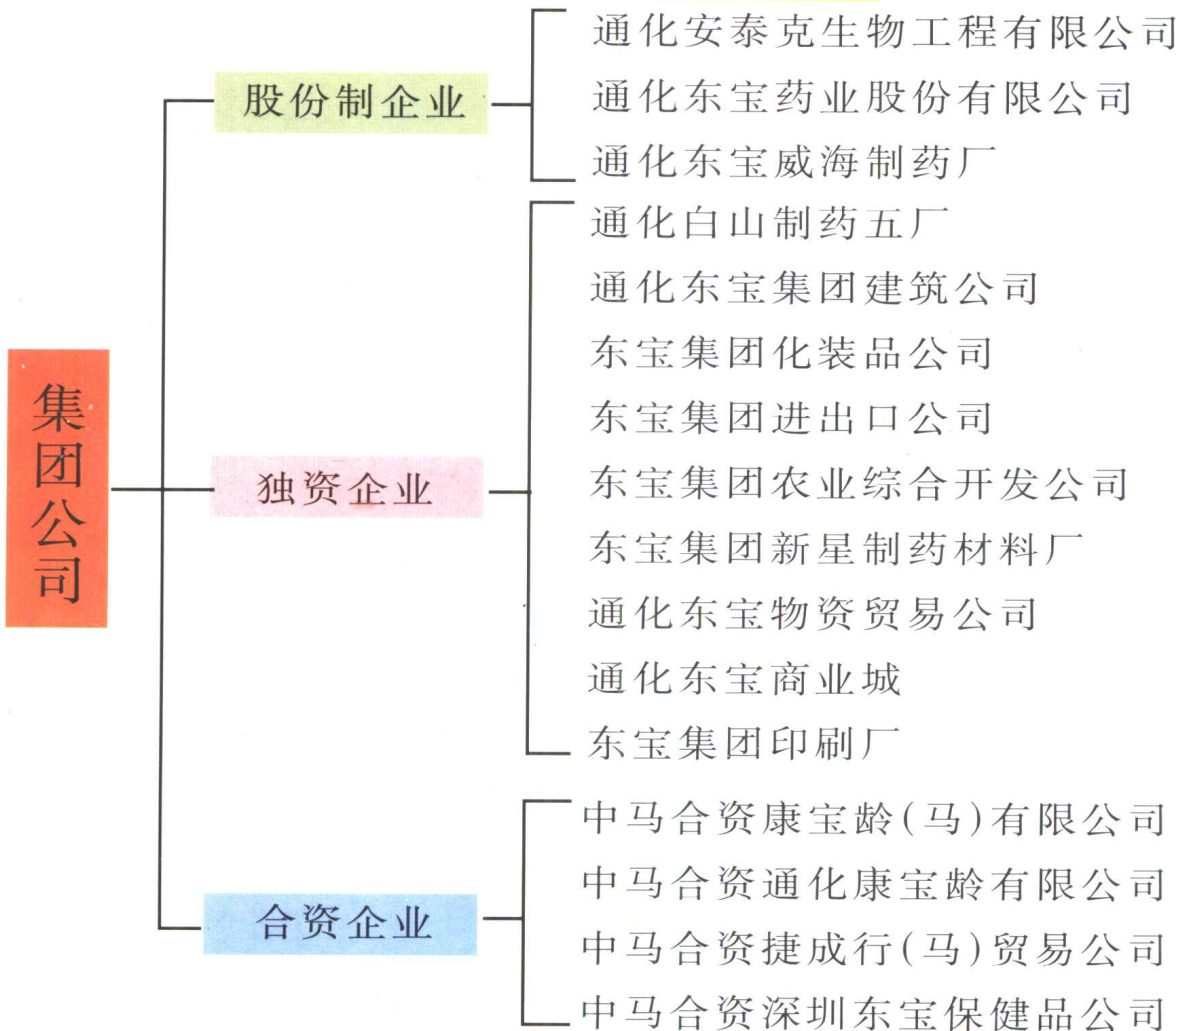 集团公司
股份制企业
通化安泰克生物工程有限公司
通化东宝药业股份有限公司
通化东宝威海制药厂
独资企业
通化白山制药五厂
通化东宝集团建筑公司
东宝集团化装品公司
东宝集团进出口公司
东宝集团农业综合开发公司
东宝集团新星制药材料厂
通化东宝物资贸易公司
通化东宝商业城
东宝集团印刷厂
合资企业
中马合资康宝龄(马)有限公司
中马合资通化康宝龄有限公司
中马合资捷成行(马)贸易公司
中马合资深圳东宝保健品公司